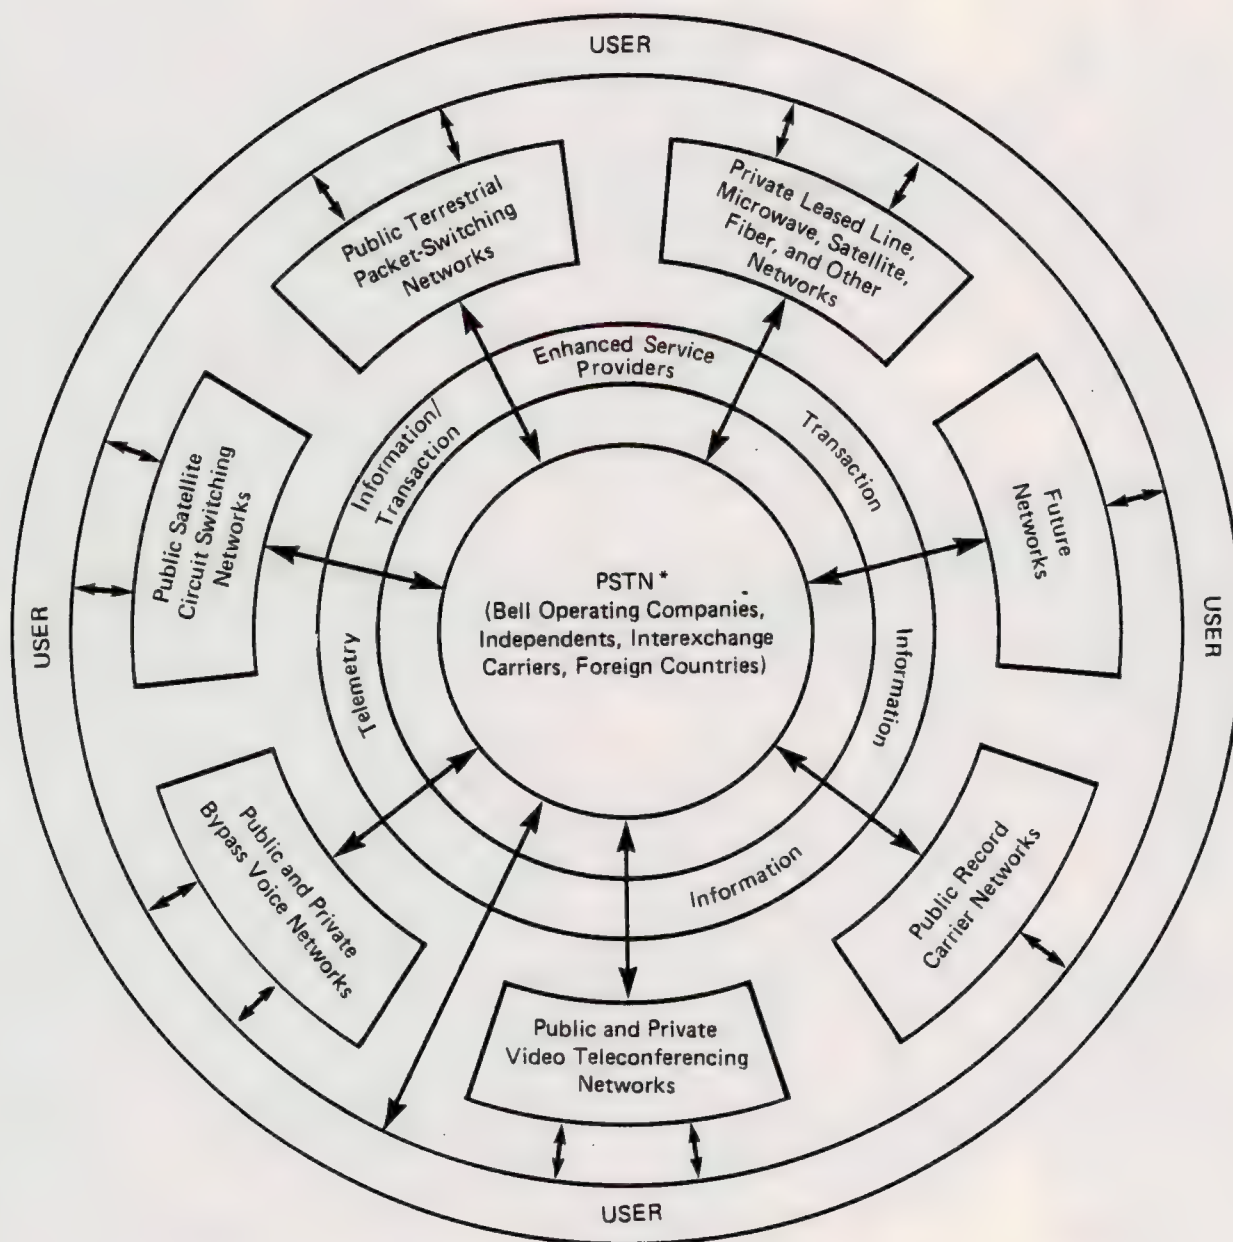 USER
Public Terrestrial
Packet-Switching
Networks
Private Leased Line,
Microwave, Satellite,
Fiber, and Other
Networks
Enhanced Service
Providers
Information/
Transaction
Transaction
Public Satellite
Circuit Switching
Networks
Future
Networks
USER
USER
PSTN*
(Bell Operating Companies,
Independents, Interexchange
Carriers, Foreign Countries)
Telemetry
Information
Information
Public and Private
Bypass Voice Networks
Public Record
Carrier Networks
Public and Private
Video Teleconferencing
Networks
USER